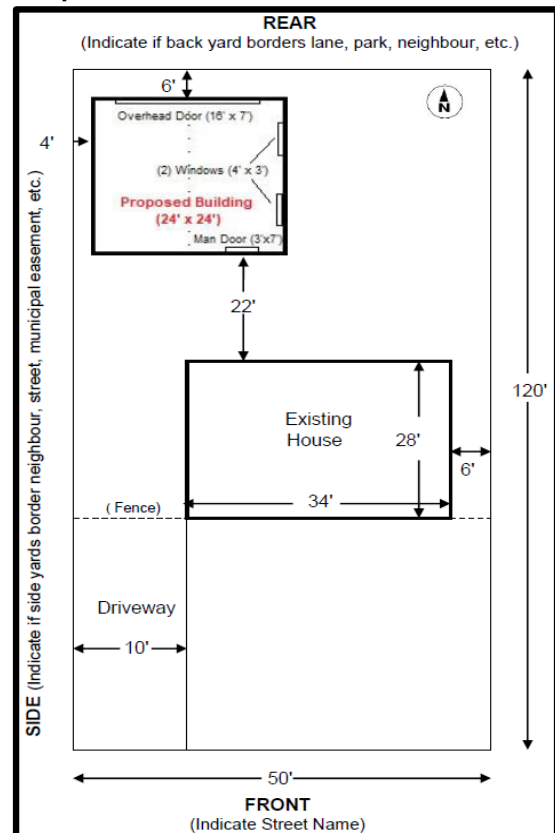 REAR
(Indicate if back yard borders lane, park, neighbour, etc.)
6'
N
Overhead Door (16' x 7')
4'
(2) Windows (4' x 3')
Proposed Building
(24' x 24')
Man Door (3'x7')
22'
SIDE (Indicate if side yards border neighbour, street, municipal easement, etc.)
120'
Existing
House
28'
6'
34'
( Fence)
Driveway
10'
50'
FRONT
(Indicate Street Name)